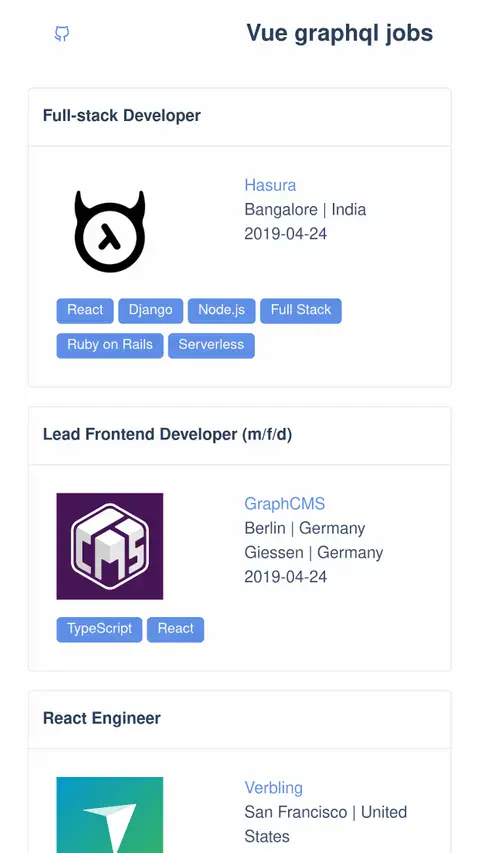 Vue graphql jobs
Full-stack Developer
Hasura
Bangalore | India
2019-04-24
React Django Node.js Full Stack
Ruby on Rails Serverless
Lead Frontend Developer (m/f/d)
CMS
GraphCMS
Berlin | Germany
Giessen | Germany
2019-04-24
TypeScript React
React Engineer
Verbling
San Francisco | United
States